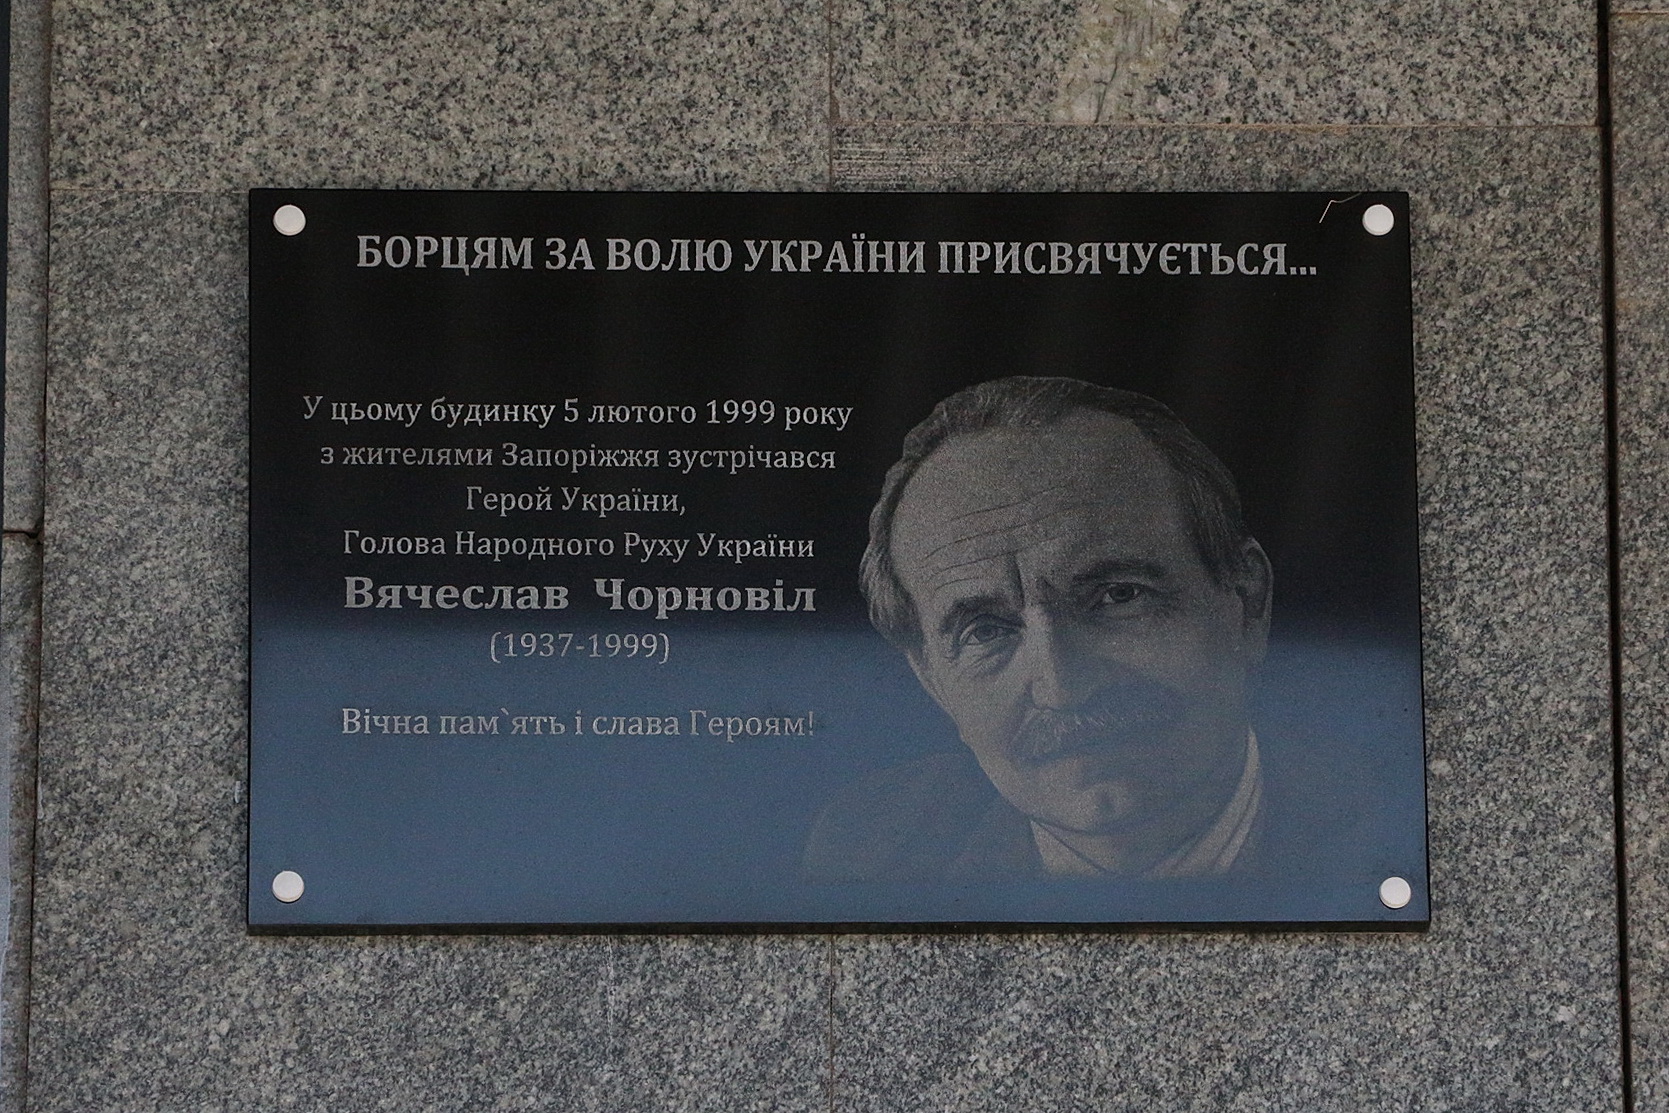 БОРЦЯМ ЗА ВОЛЮ УКРАЇНИ ПРИСВЯЧУЄТЬСЯ...
У цьому будинку 5 лютого 1999 року
з жителями Запоріжжя зустрічався
Герой України,
Голова Народного Руху України
Вячеслав Чорновіл
(1937-1999)
Вічна пам`ять і слава Героям!